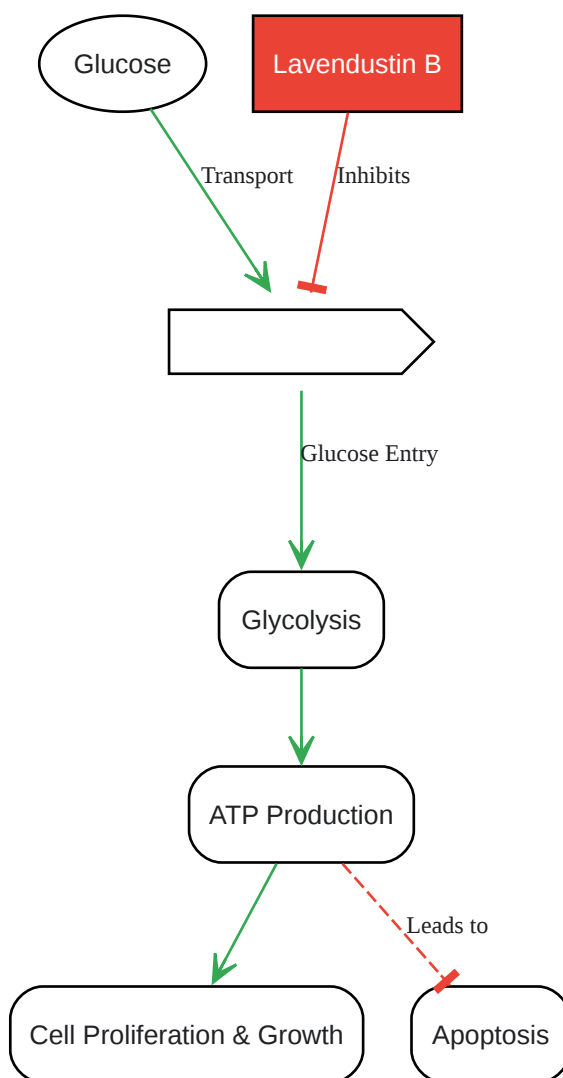 Glucose
Lavendustin B
Transport
Inhibits
Glucose Entry
Glycolysis
ATP Production
Leads to
Cell Proliferation & Growth
Apoptosis